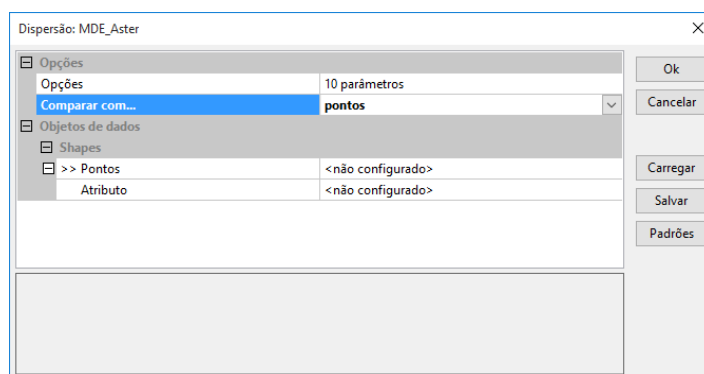 Dispersão: MDE_Aster
Opções
Opções 10 parâmetros
Comparar com... pontos
Objetos de dados
Shapes
>> Pontos <não configurado>
Atributo <não configurado>
Ok
Cancelar
Carregar
Salvar
Padrões